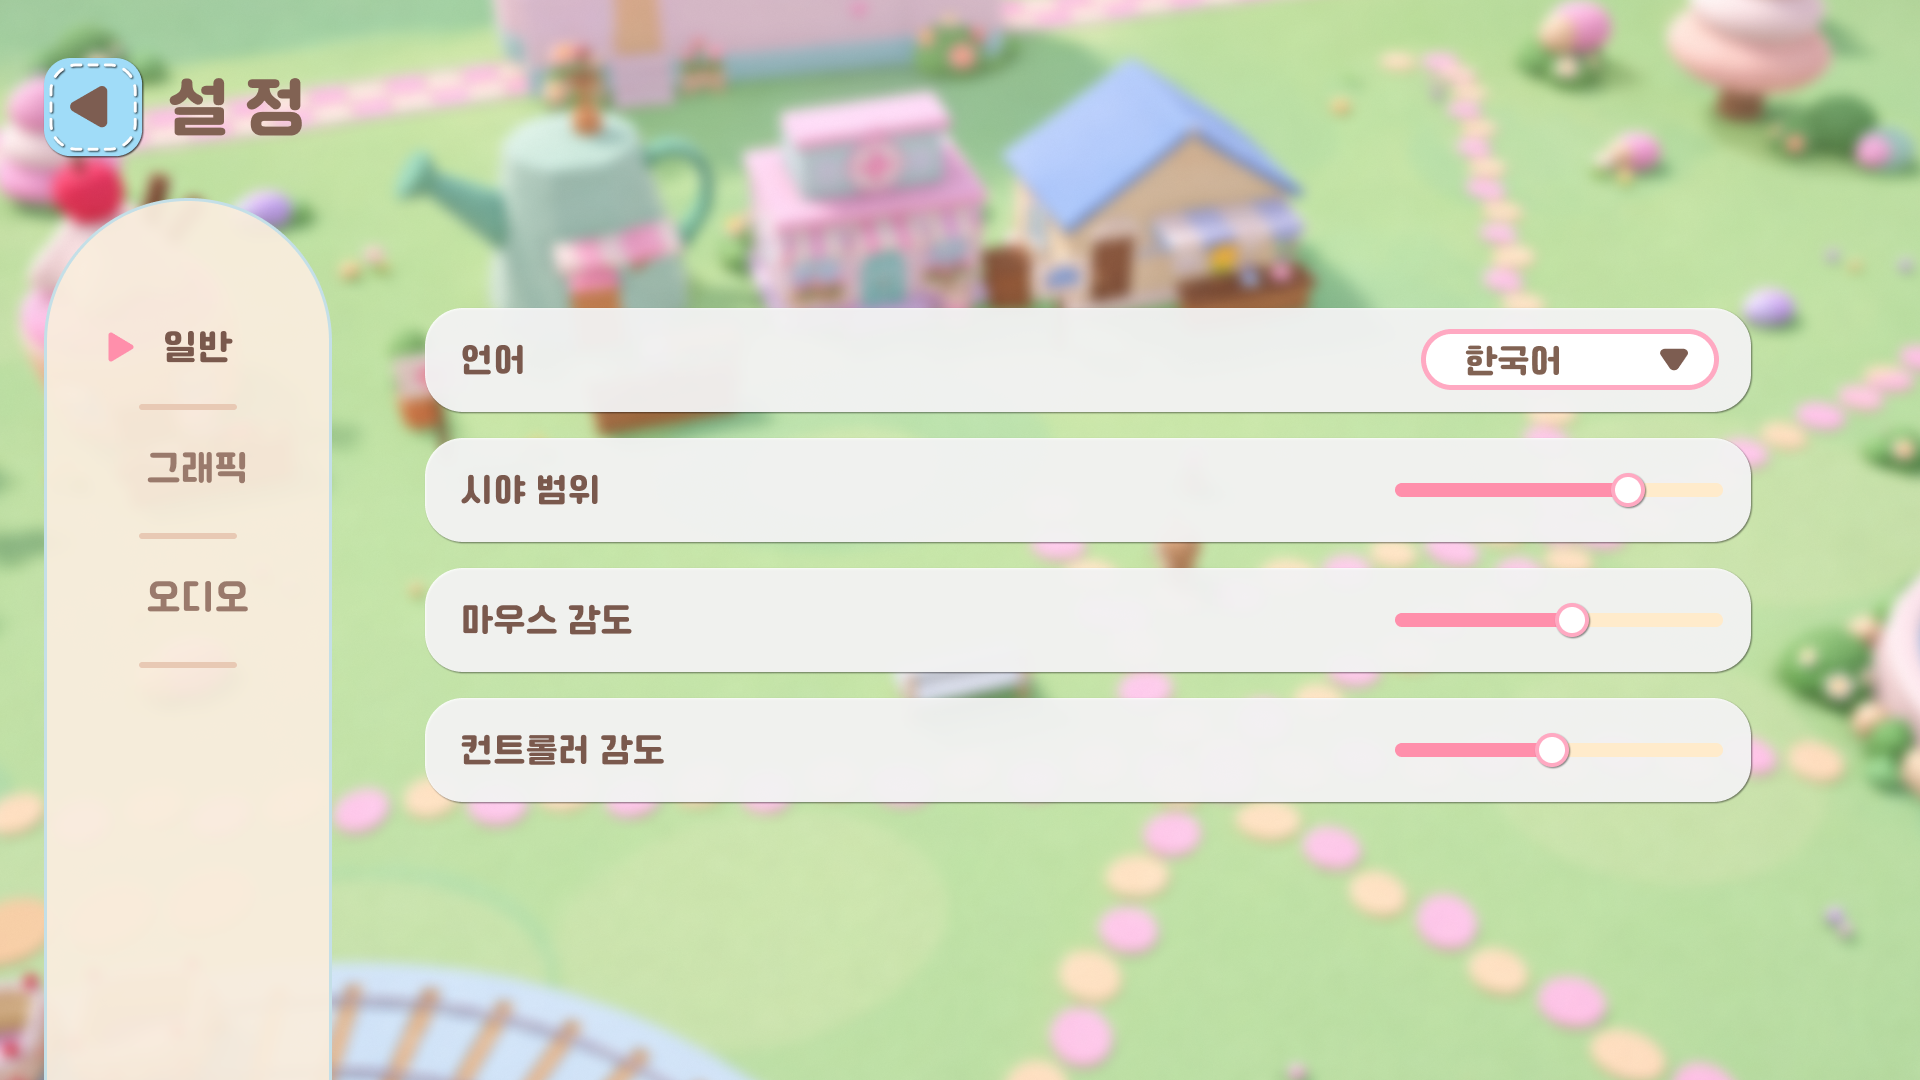 설정
일반
그래픽
오디오
언어
한국어
시야 범위
마우스 감도
컨트롤러 감도